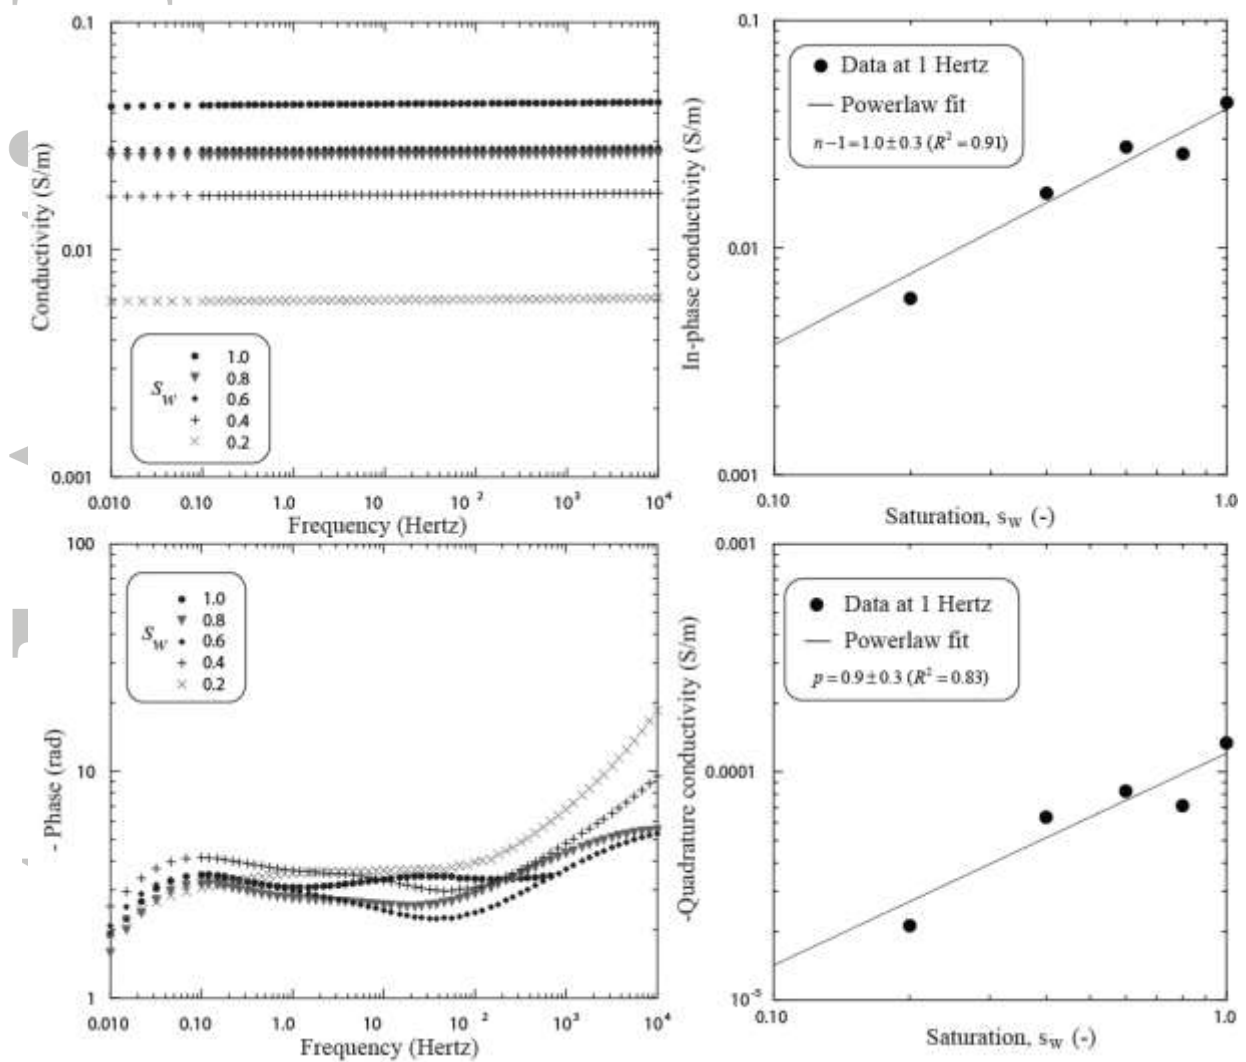 0.1
0.01
0.001
Conductivity (S/m)
S_w
1.0
0.8
0.6
0.4
0.2
0.010 0.10 1.0 10 10² 10³ 10⁴
Frequency (Hertz)
0.1
0.01
0.001
In-phase conductivity (S/m)
Data at 1 Hertz
Powerlaw fit
n−1=1.0±0.3 (R²=0.91)
0.10 1.0
Saturation, s_w (-)
100
10
1
- Phase (rad)
S_w
1.0
0.8
0.6
0.4
0.2
0.010 0.10 1.0 10 10² 10³ 10⁴
Frequency (Hertz)
0.001
0.0001
10⁻⁵
-Quadrature conductivity (S/m)
Data at 1 Hertz
Powerlaw fit
p=0.9±0.3 (R²=0.83)
0.10 1.0
Saturation, s_w (-)